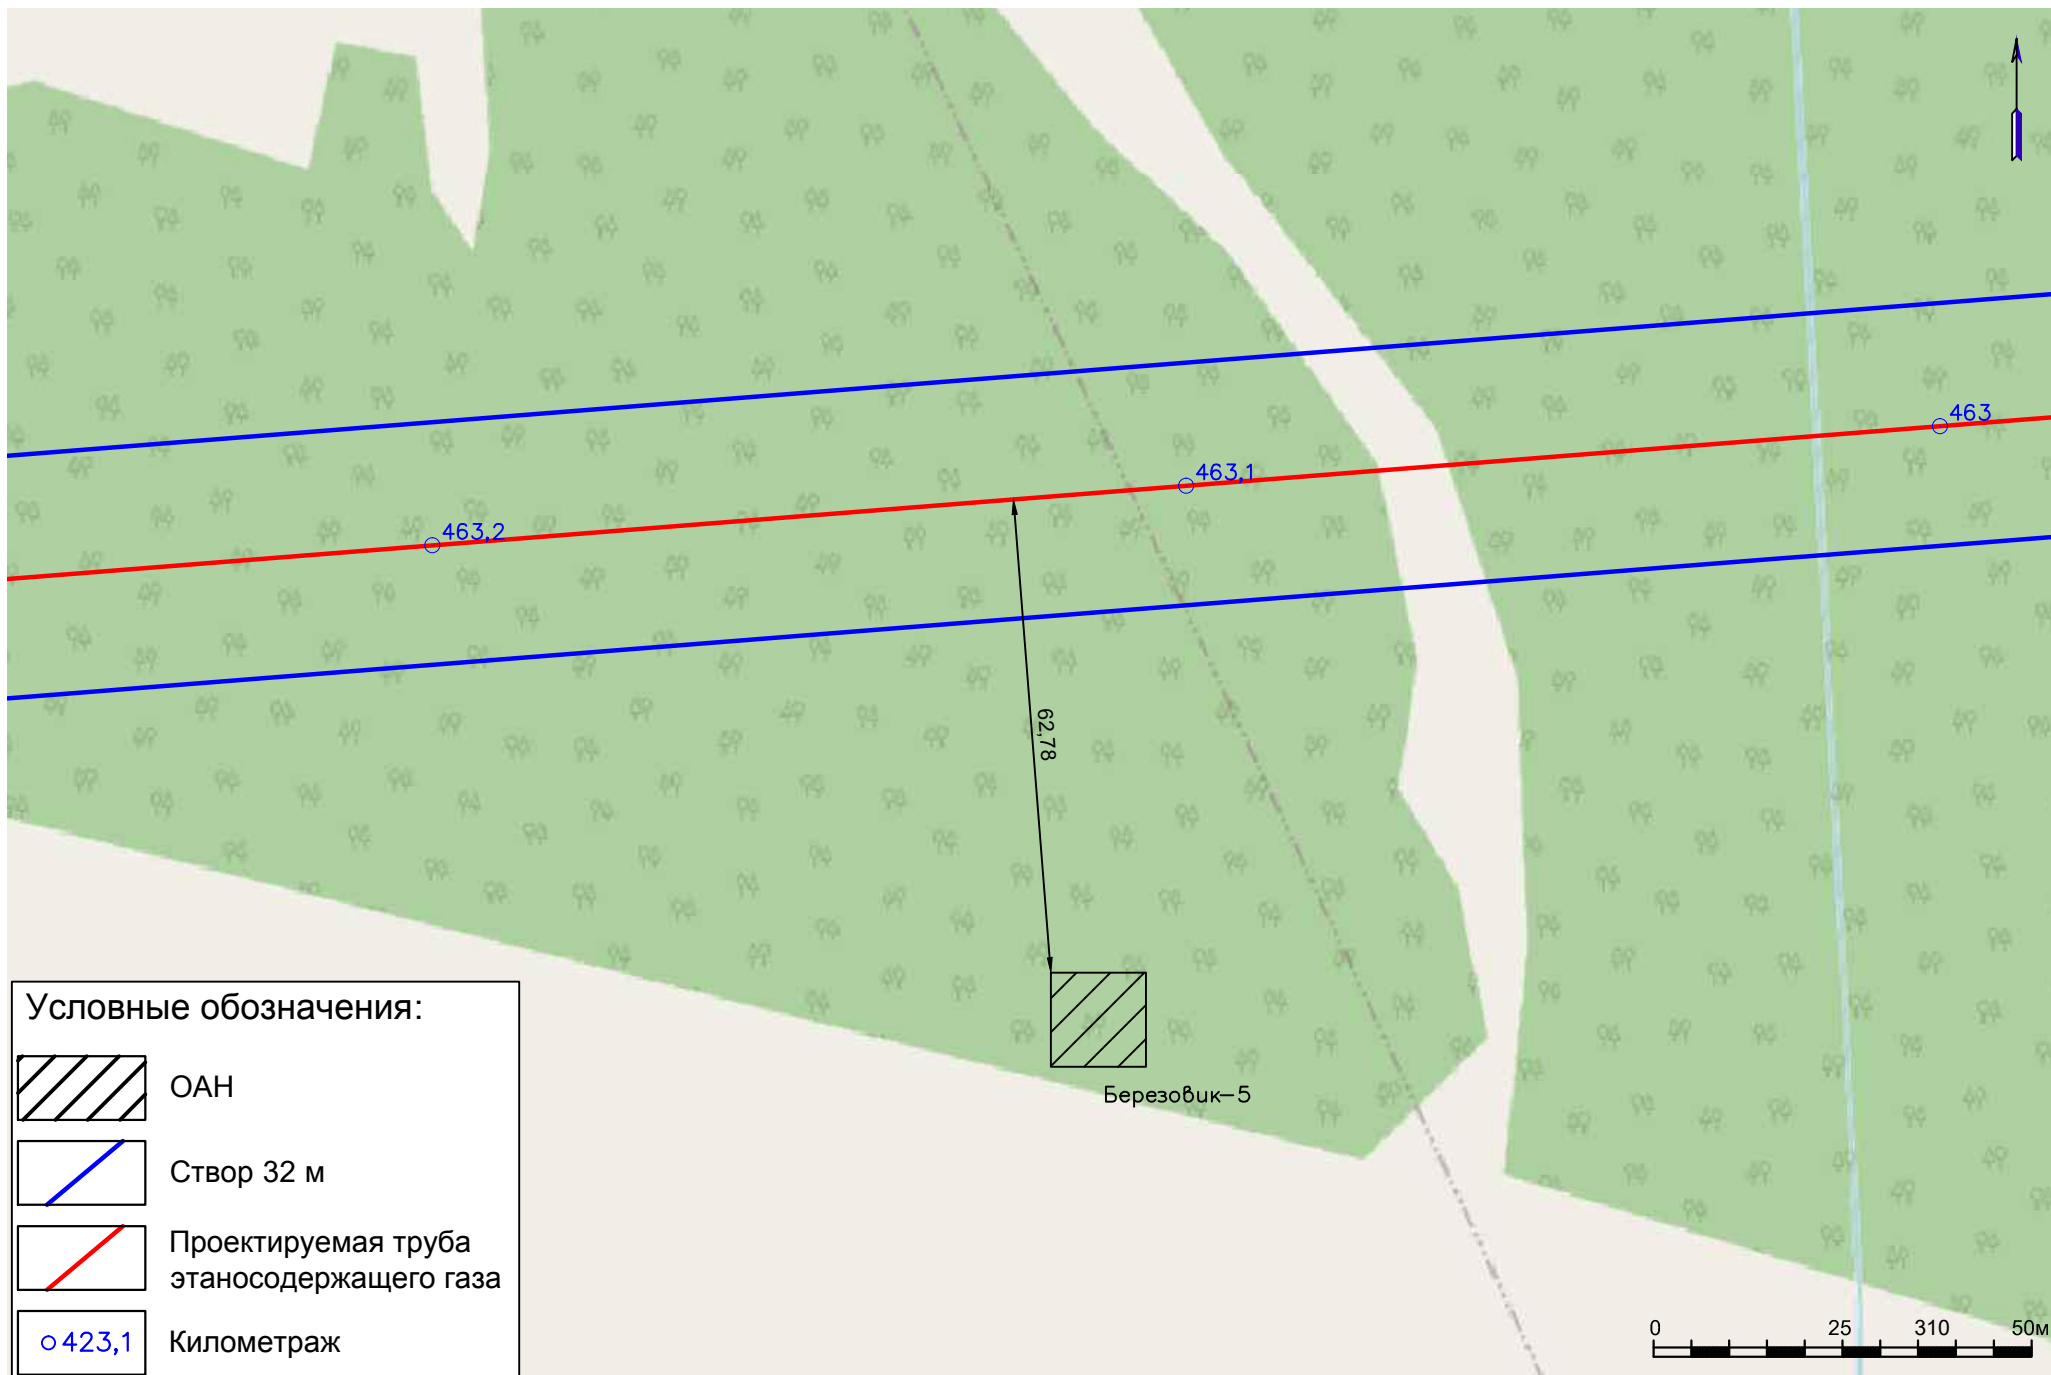 463
463,1
463,2
62,78
Березовик-5
Условные обозначения:
ОАН
Створ 32 м
Проектируемая труба
этаносодержащего газа
423,1
Километраж
0 25 310 50м